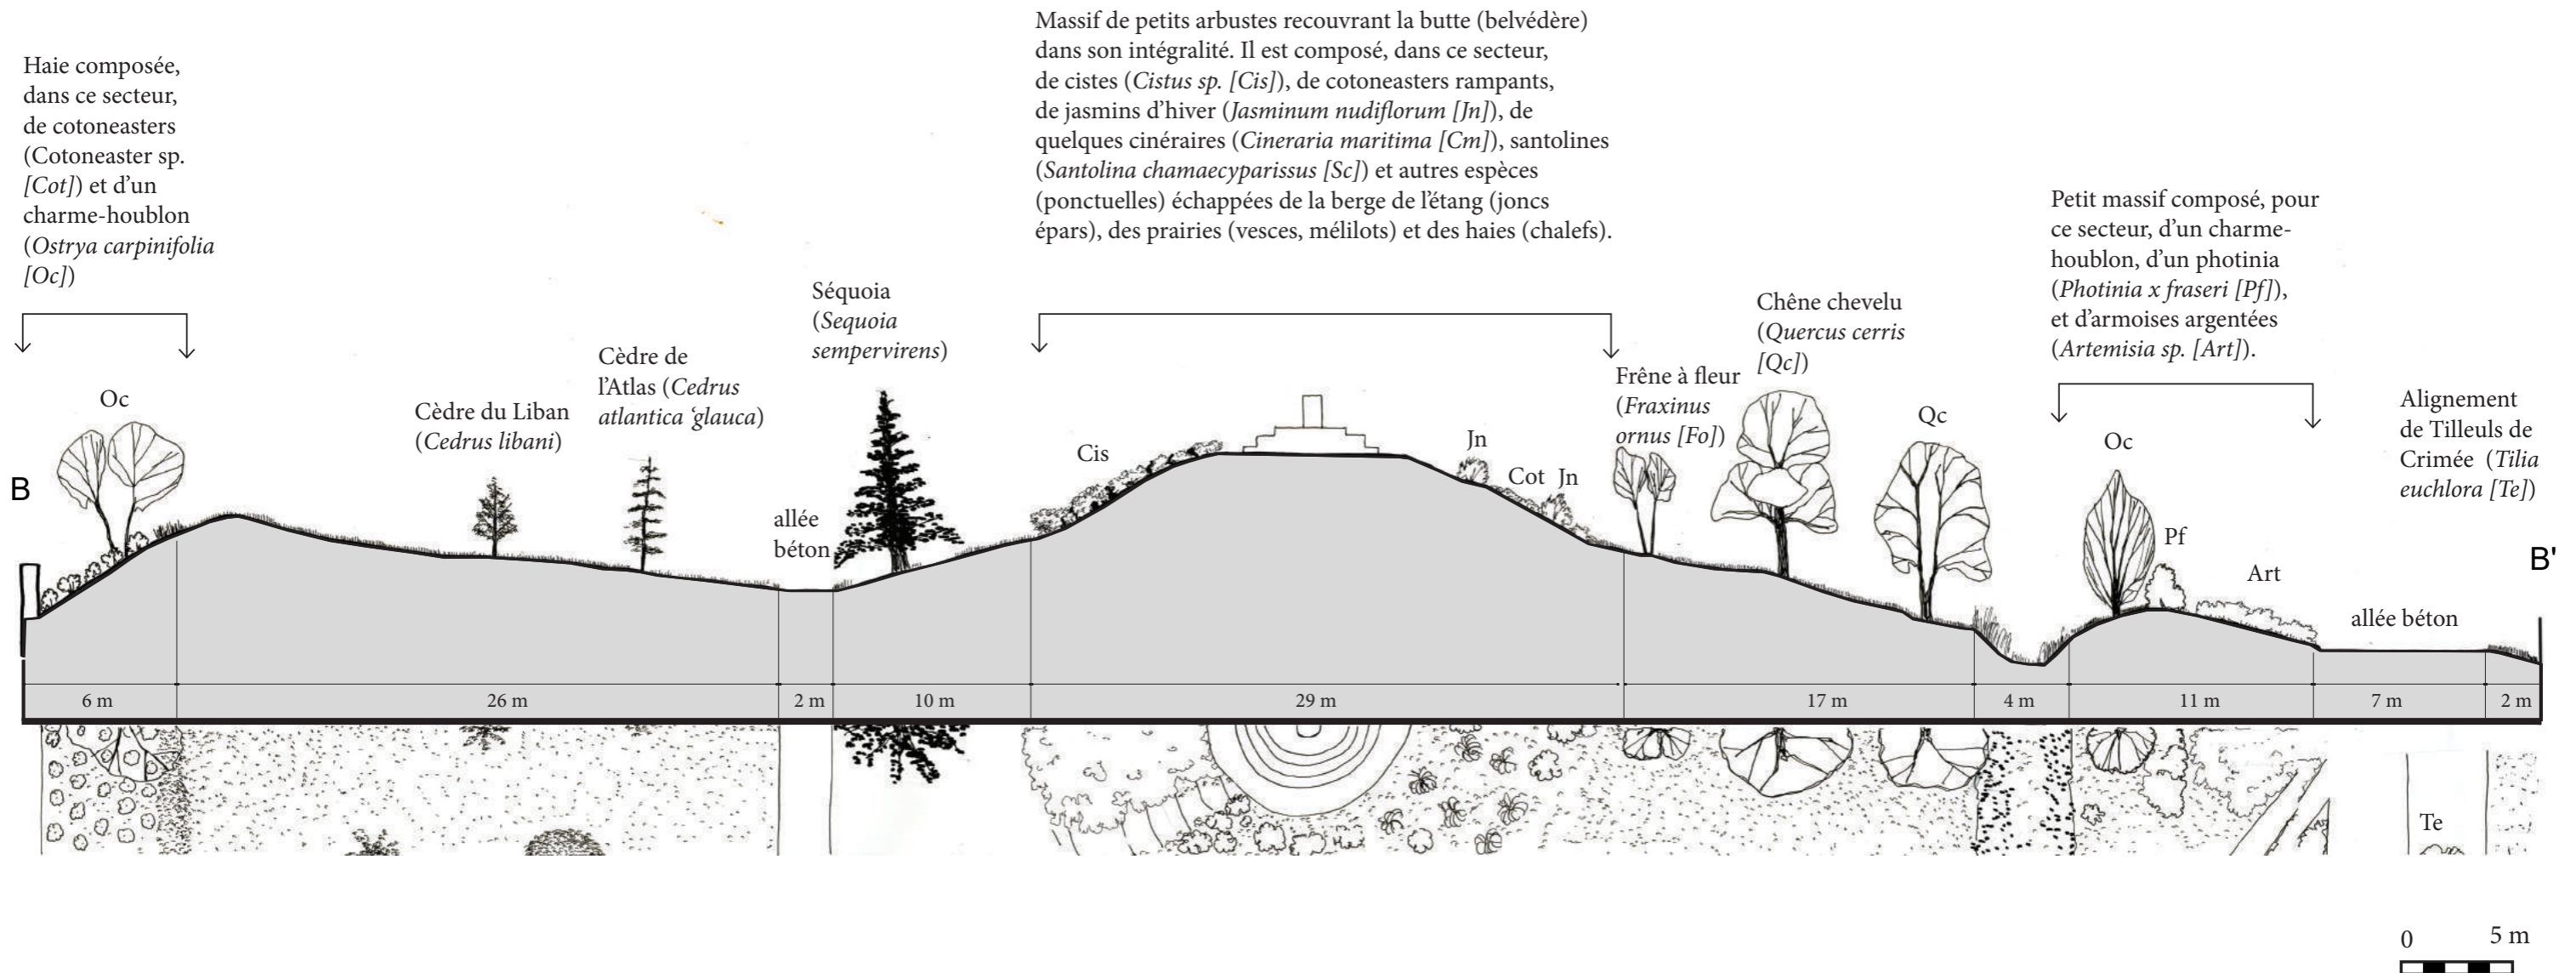 Haie composée,
dans ce secteur,
de cotoneasters
(Cotoneaster sp.
[Cot]) et d’un
charme-houblon
(Ostrya carpinifolia
[Oc])
Massif de petits arbustes recouvrant la butte (belvédère)
dans son intégralité. Il est composé, dans ce secteur,
de cistes (Cistus sp. [Cis]), de cotoneasters rampants,
de jasmins d’hiver (Jasminum nudiflorum [Jn]), de
quelques cinéraires (Cineraria maritima [Cm]), santolines
(Santolina chamaecyparissus [Sc]) et autres espèces
(ponctuelles) échappées de la berge de l’étang (joncs
épars), des prairies (vesces, mélilots) et des haies (chalefs).
Petit massif composé, pour
ce secteur, d’un charme-
houblon, d’un photinia
(Photinia x fraseri [Pf]),
et d’armoises argentées
(Artemisia sp. [Art]).
Séquoia
(Sequoia
sempervirens)
Chêne chevelu
(Quercus cerris
[Qc])
Cèdre de
l’Atlas (Cedrus
atlantica ‘glauca)
Frêne à fleur
(Fraxinus
ornus [Fo])
Cèdre du Liban
(Cedrus libani)
Alignement
de Tilleuls de
Crimée (Tilia
euchlora [Te])
Oc
Qc
Oc
Cis
Jn
Cot Jn
B
allée
béton
Pf
B'
Art
allée béton
6 m
26 m
2 m
10 m
29 m
17 m
4 m
11 m
7 m
2 m
Te
0
5 m